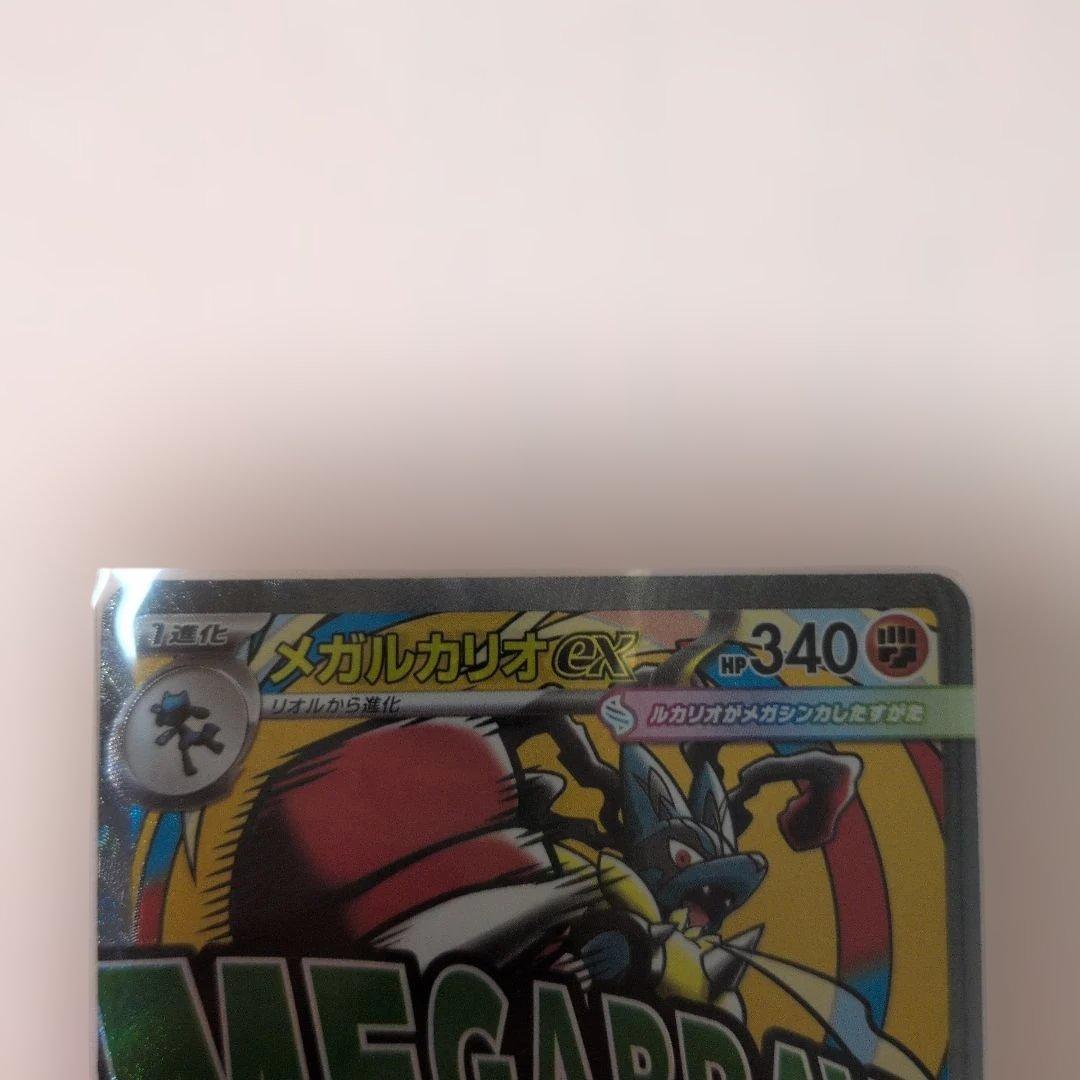 1進化
メガルカリオex HP340
リオルから進化
ルカリオがメガシンカしたすがた